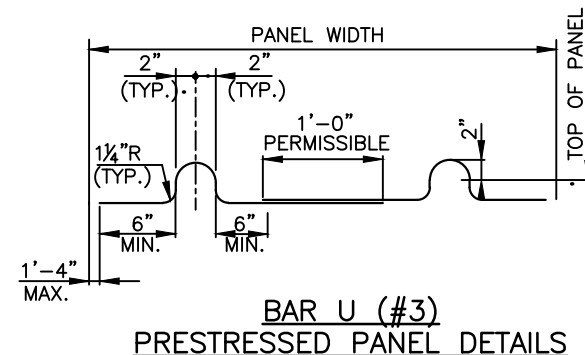 PANEL WIDTH
2" 2"
(TYP.) (TYP.)
1'-0"
PERMISSIBLE
2"
TOP OF PANEL
1¼"R
(TYP.)
6" 6"
MIN. MIN.
1'-4"
MAX.
BAR U (#3)
PRESTRESSED PANEL DETAILS